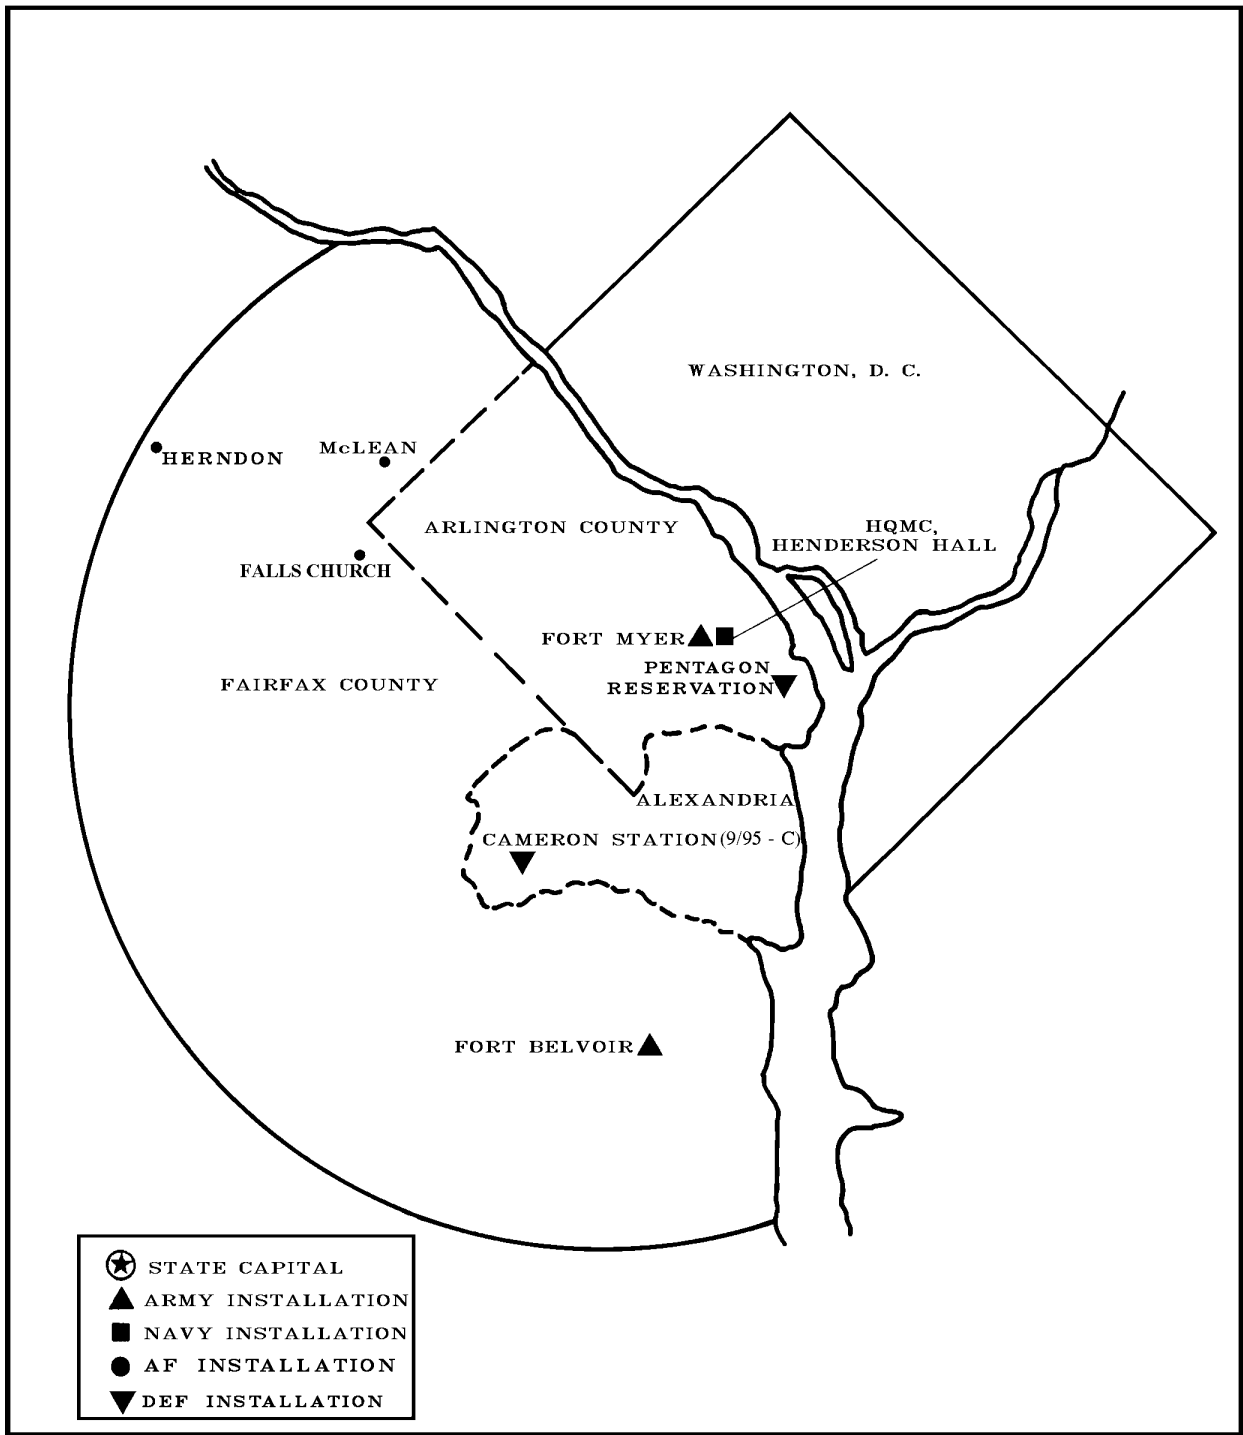 WASHINGTON, D. C.
McLEAN
HERNDON
ARLINGTON COUNTY
HQMC,
HENDERSON HALL
FALLS CHURCH
FORT MYER
PENTAGON
RESERVATION
FAIRFAX COUNTY
ALEXANDRIA
CAMERON STATION (9/95 - C)
FORT BELVOIR
STATE CAPITAL
ARMY INSTALLATION
NAVY INSTALLATION
AF INSTALLATION
DEF INSTALLATION